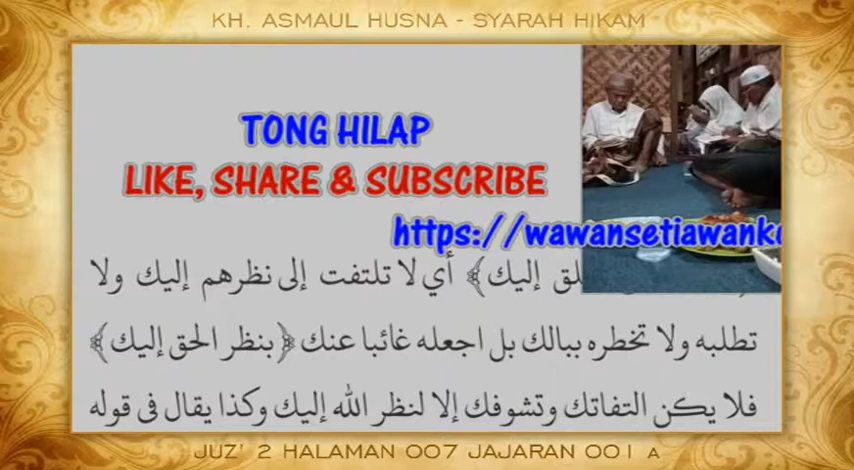 KH. ASMAUL HUSNA - SYARAH HIKAM
TONG HILAP
LIKE, SHARE & SUBSCRIBE
https://wawansetiawank
إليك﴾ أي لا تلتفت إلى نظرهم إليك ولا
تطلبه ولا تخطره ببالك بل اجعله غائبا عنك ﴿بنظر الحق إليك﴾
فلا يكن التفاتك وتشوفك إلا لنظر الله إليك وكذا يقال فى قوله
JUZ' 2 HALAMAN 007 JAJARAN 001 A